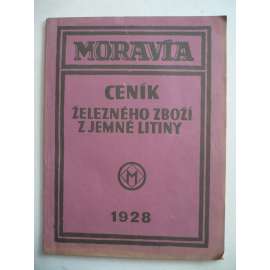 MORAVIA
CENÍK
ŽELEZNÉHO ZBOŽÍ
Z JEMNÉ LITINY
M
1928